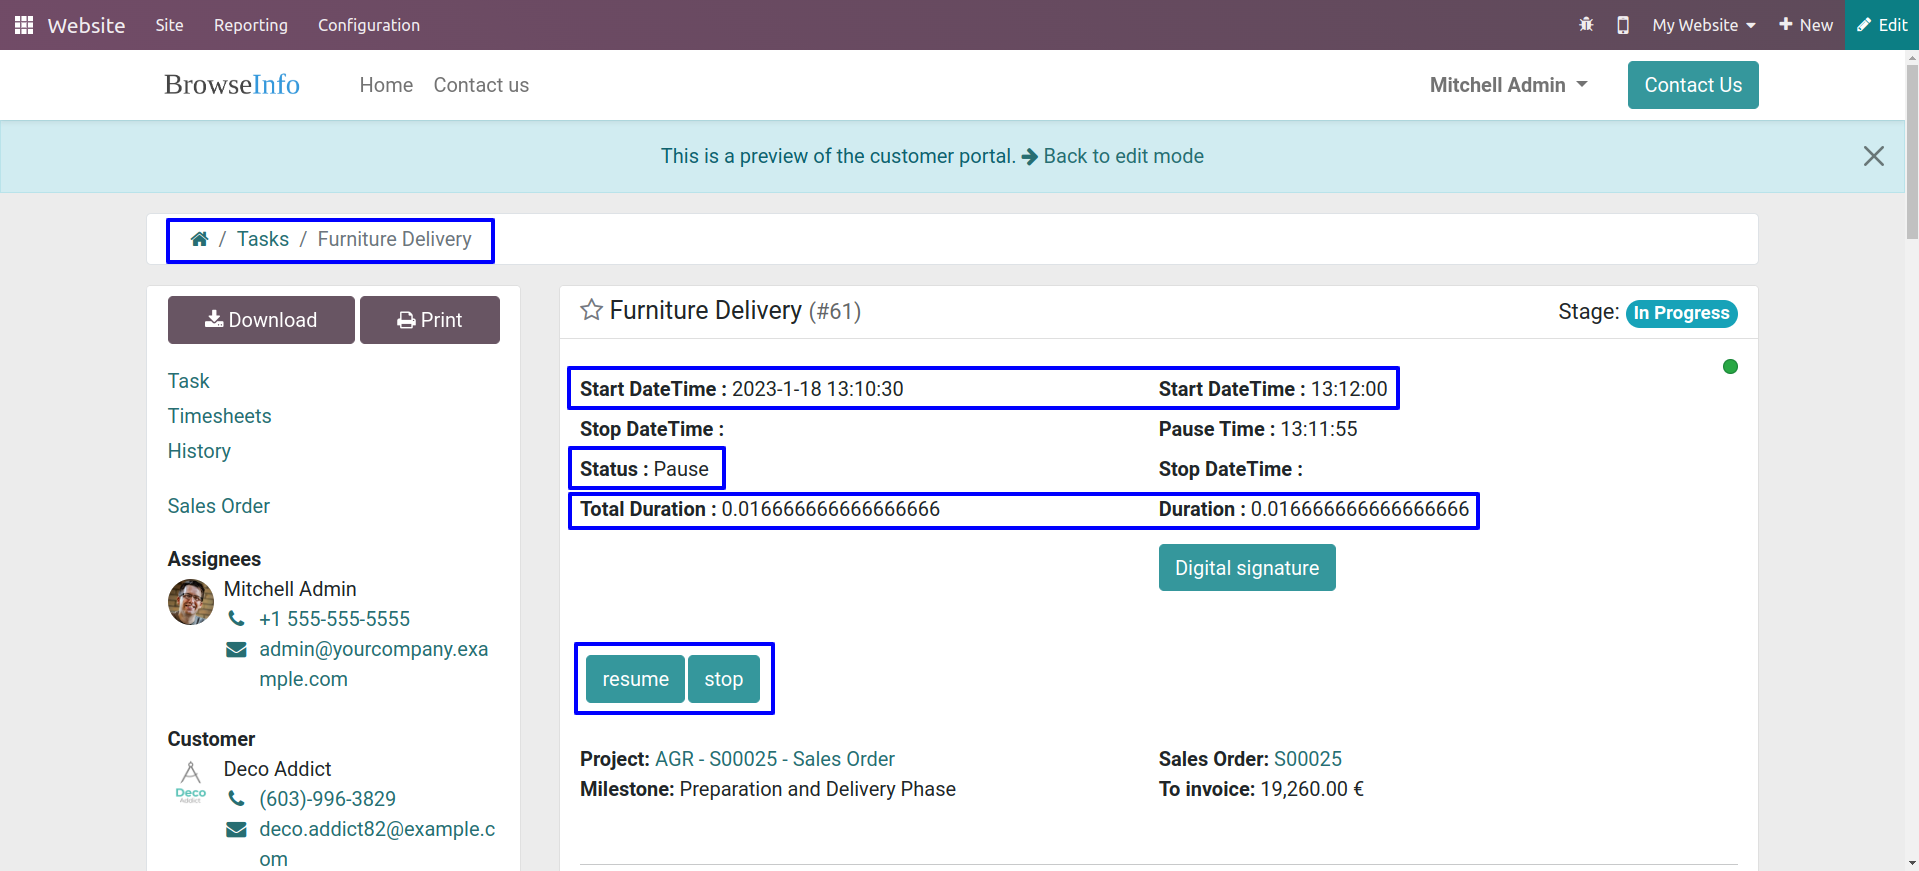 Website Site Reporting Configuration My Website New Edit
BrowseInfo Home Contact us Mitchell Admin Contact Us
This is a preview of the customer portal. Back to edit mode
/ Tasks / Furniture Delivery
Download Print
Task
Timesheets
History
Sales Order
Assignees
Mitchell Admin
+1 555-555-5555
admin@yourcompany.exa
mple.com
Customer
Deco Addict
Deco
Addict
(603)-996-3829
deco.addict82@example.c
om
Furniture Delivery (#61) Stage: In Progress
Start DateTime : 2023-1-18 13:10:30 Start DateTime : 13:12:00
Stop DateTime : Pause Time : 13:11:55
Status : Pause Stop DateTime :
Total Duration : 0.016666666666666666 Duration : 0.016666666666666666
Digital signature
resume stop
Project: AGR - S00025 - Sales Order Sales Order: S00025
Milestone: Preparation and Delivery Phase To invoice: 19,260.00 €